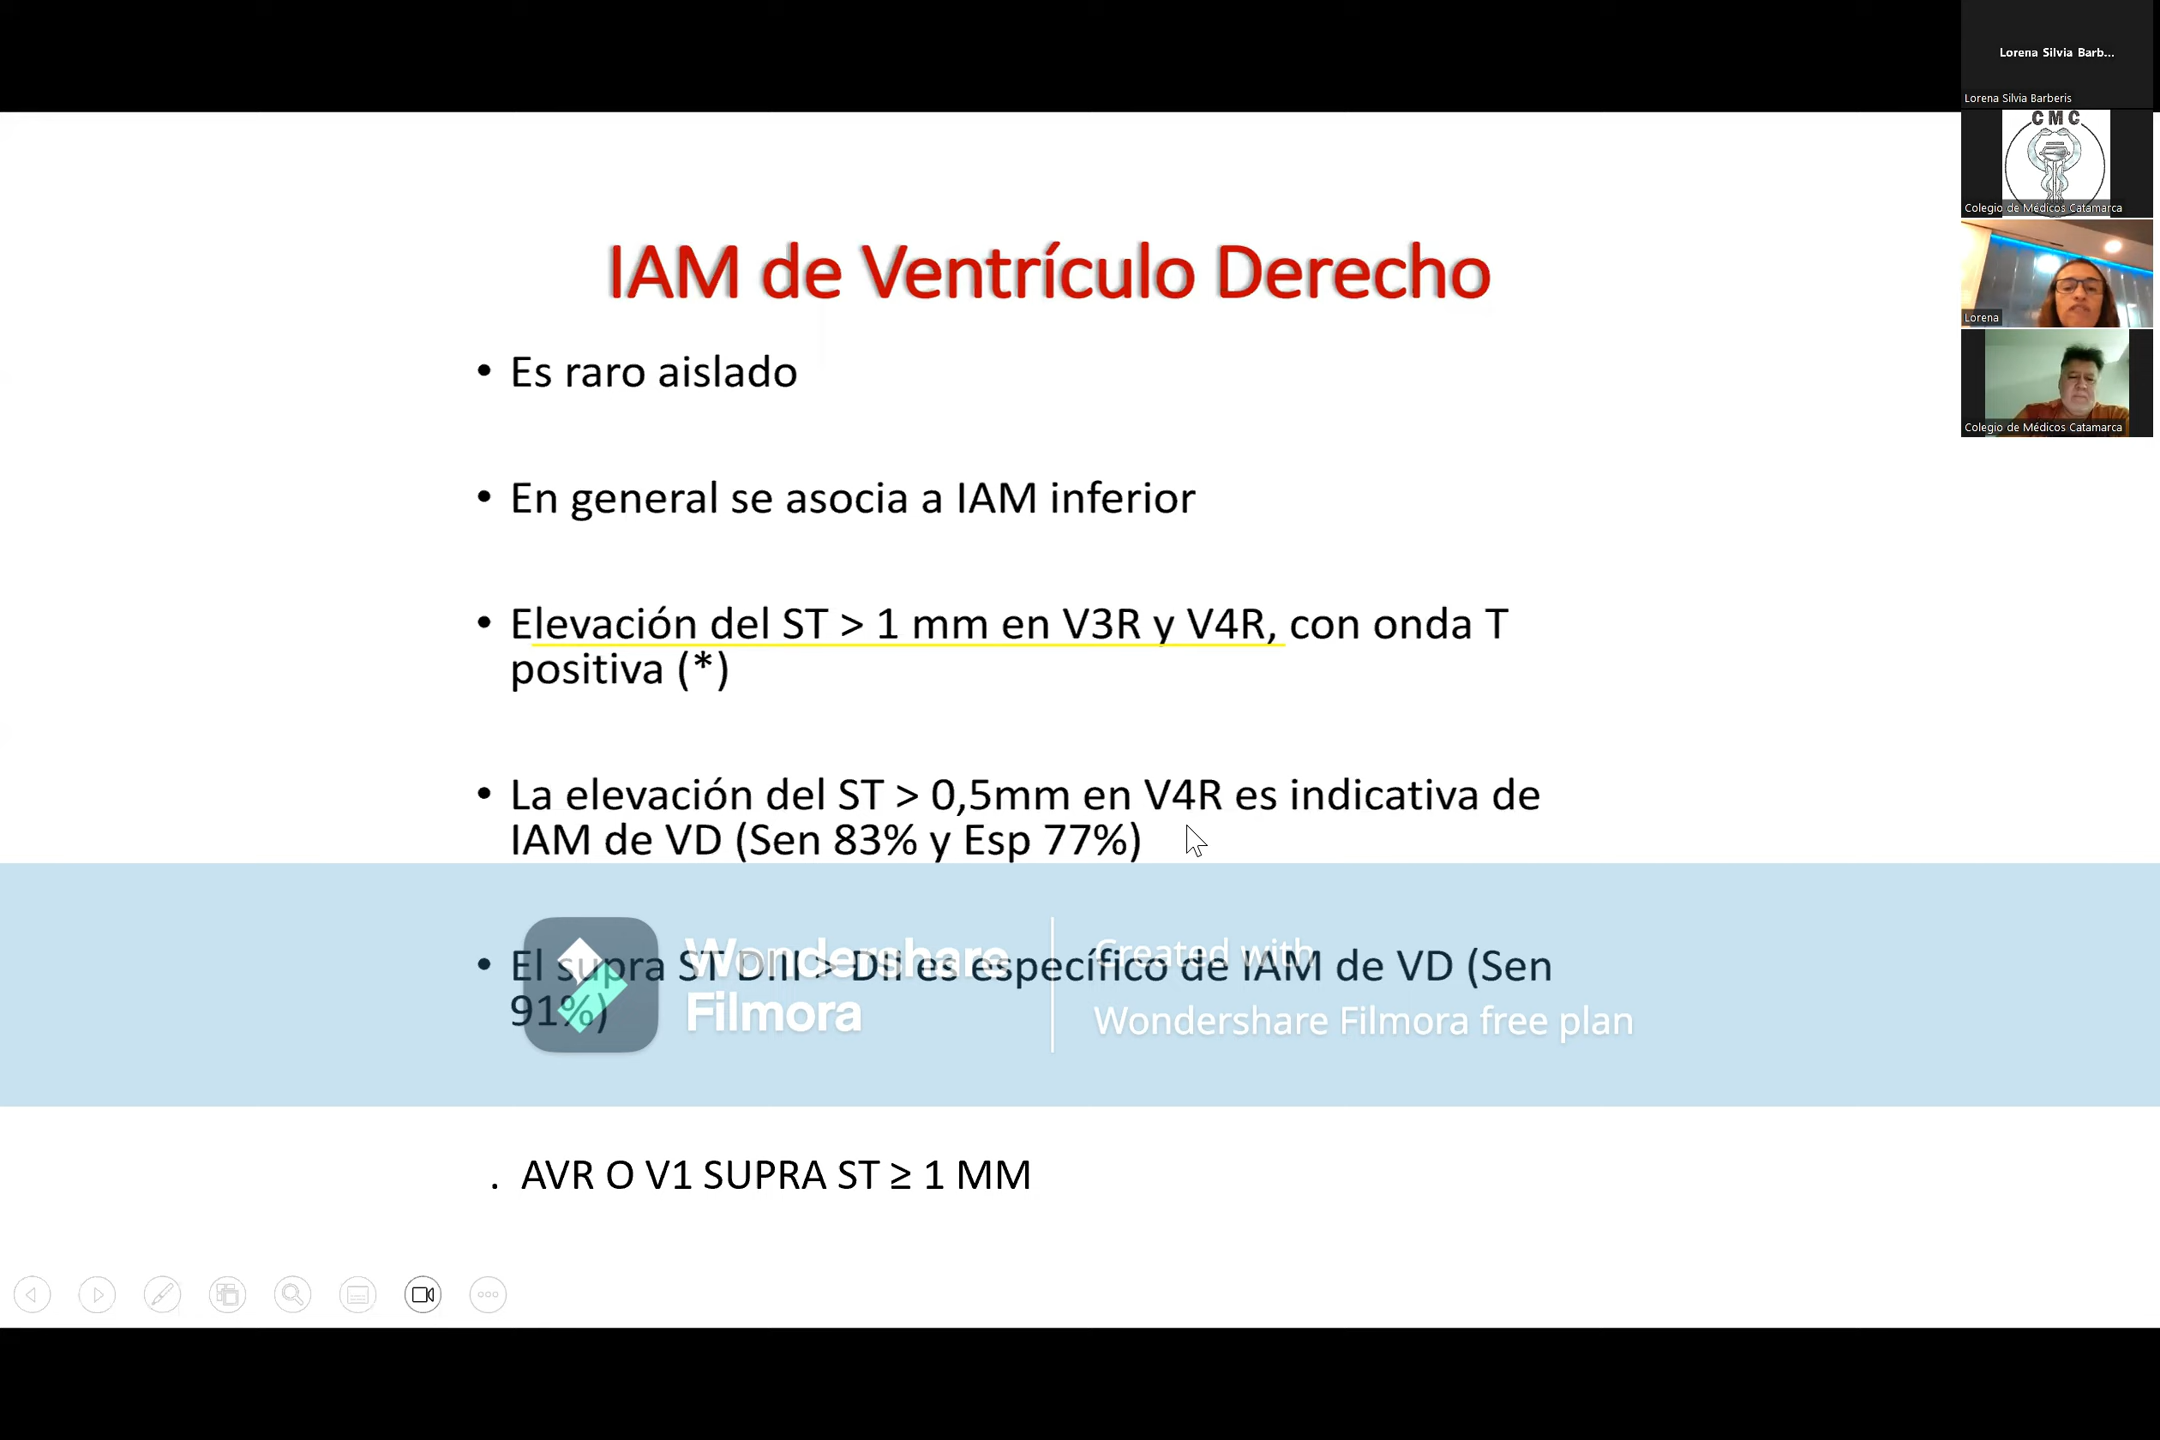 Lorena Silvia Barb...
Lorena Silvia Barberis
CMC
Colegio de Médicos Catamarca
Lorena
Colegio de Médicos Catamarca
IAM de Ventrículo Derecho
• Es raro aislado
• En general se asocia a IAM inferior
• Elevación del ST > 1 mm en V3R y V4R, con onda T
positiva (*)
• La elevación del ST > 0,5mm en V4R es indicativa de
IAM de VD (Sen 83% y Esp 77%)
• El supra ST DIII > DII es específico de IAM de VD (Sen
91%)
Wondershare
Filmora
Created with
Wondershare Filmora free plan
. AVR O V1 SUPRA ST ≥ 1 MM